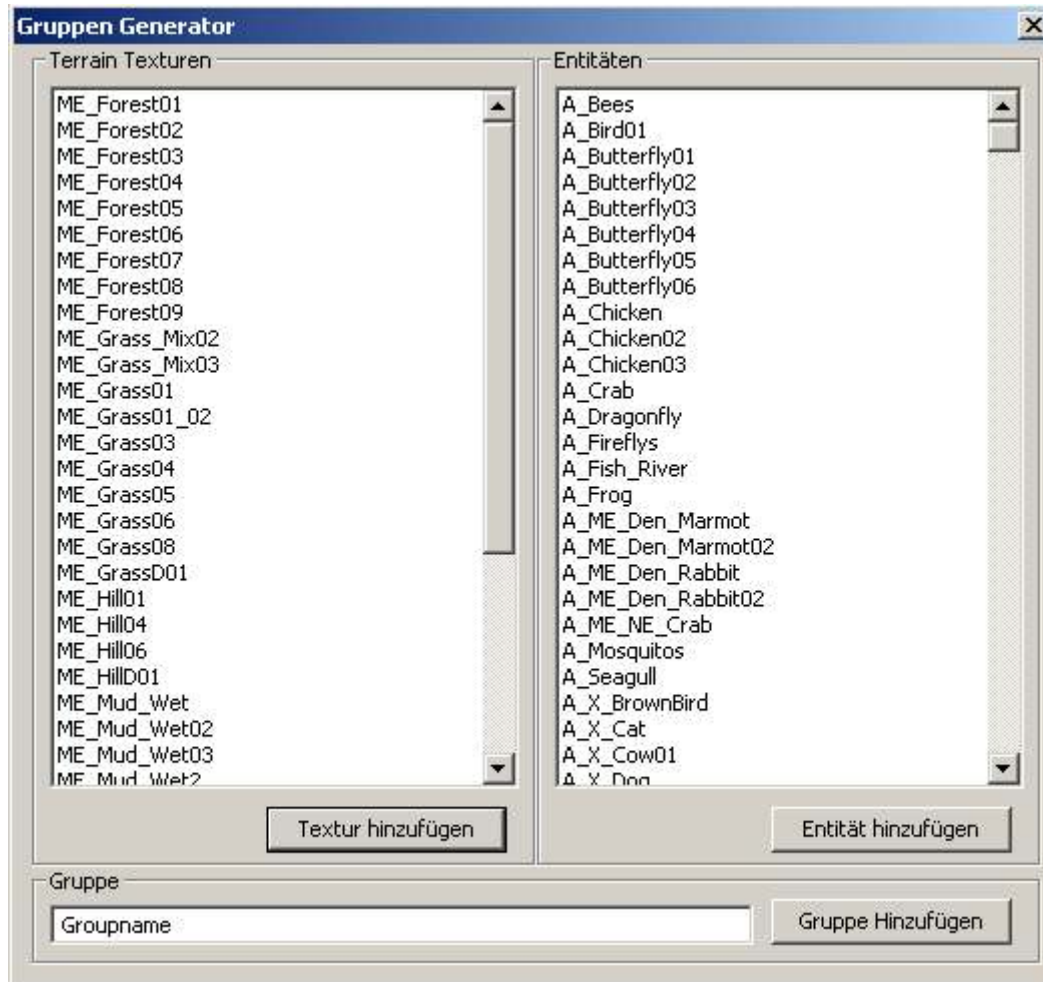 Gruppen Generator
Terrain Texturen
ME_Forest01
ME_Forest02
ME_Forest03
ME_Forest04
ME_Forest05
ME_Forest06
ME_Forest07
ME_Forest08
ME_Forest09
ME_Grass_Mix02
ME_Grass_Mix03
ME_Grass01
ME_Grass01_02
ME_Grass03
ME_Grass04
ME_Grass05
ME_Grass06
ME_Grass08
ME_GrassD01
ME_Hill01
ME_Hill04
ME_Hill06
ME_HillD01
ME_Mud_Wet
ME_Mud_Wet02
ME_Mud_Wet03
ME_Mud_Wet2
Textur hinzufügen
Entitäten
A_Bees
A_Bird01
A_Butterfly01
A_Butterfly02
A_Butterfly03
A_Butterfly04
A_Butterfly05
A_Butterfly06
A_Chicken
A_Chicken02
A_Chicken03
A_Crab
A_Dragonfly
A_Fireflys
A_Fish_River
A_Frog
A_ME_Den_Marmot
A_ME_Den_Marmot02
A_ME_Den_Rabbit
A_ME_Den_Rabbit02
A_ME_NE_Crab
A_Mosquitos
A_Seagull
A_X_BrownBird
A_X_Cat
A_X_Cow01
A_X_Dog
Entität hinzufügen
Gruppe
Groupname
Gruppe Hinzufügen